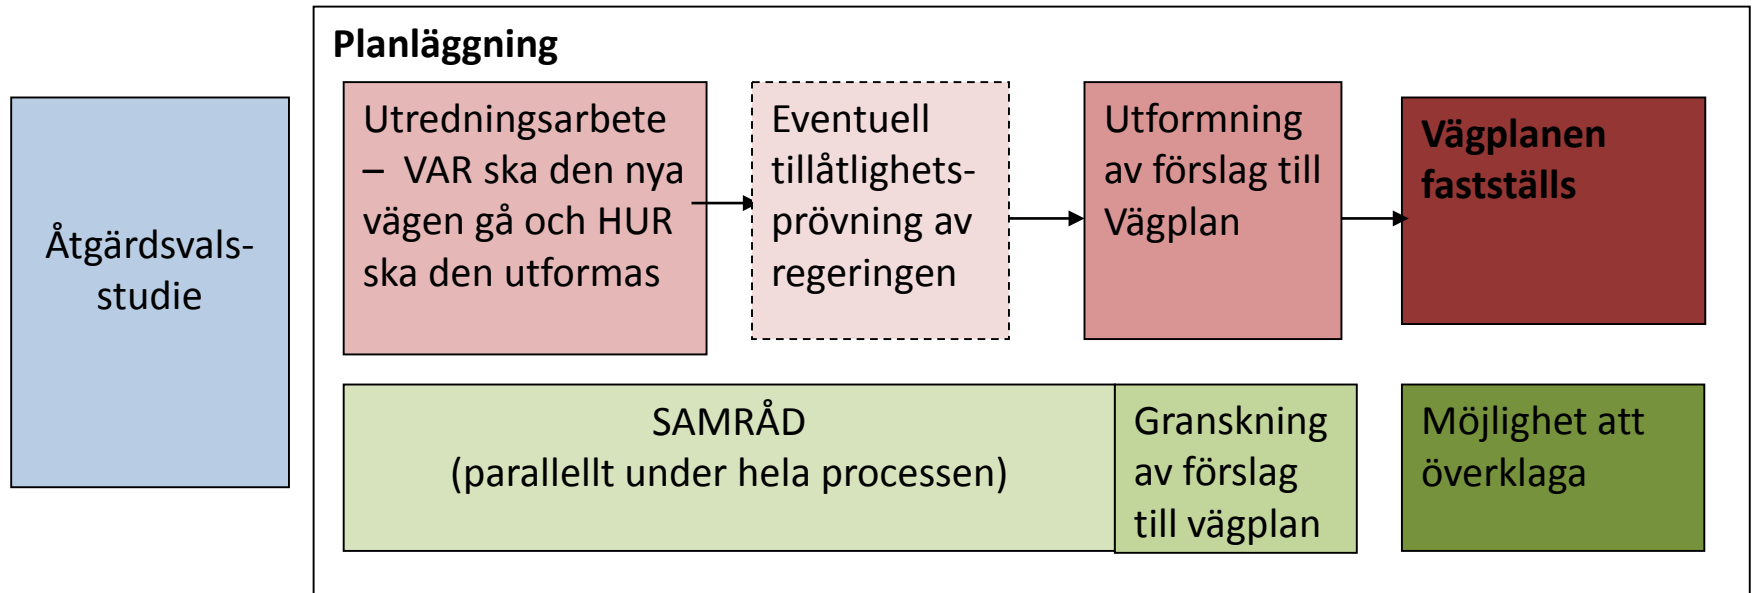 Åtgärdsvals-
studie
Planläggning
Utredningsarbete
– VAR ska den nya
vägen gå och HUR
ska den utformas
Eventuell
tillåtlighets-
prövning av
regeringen
Utformning
av förslag till
Vägplan
Vägplanen
fastställs
SAMRÅD
(parallellt under hela processen)
Granskning
av förslag
till vägplan
Möjlighet att
överklaga